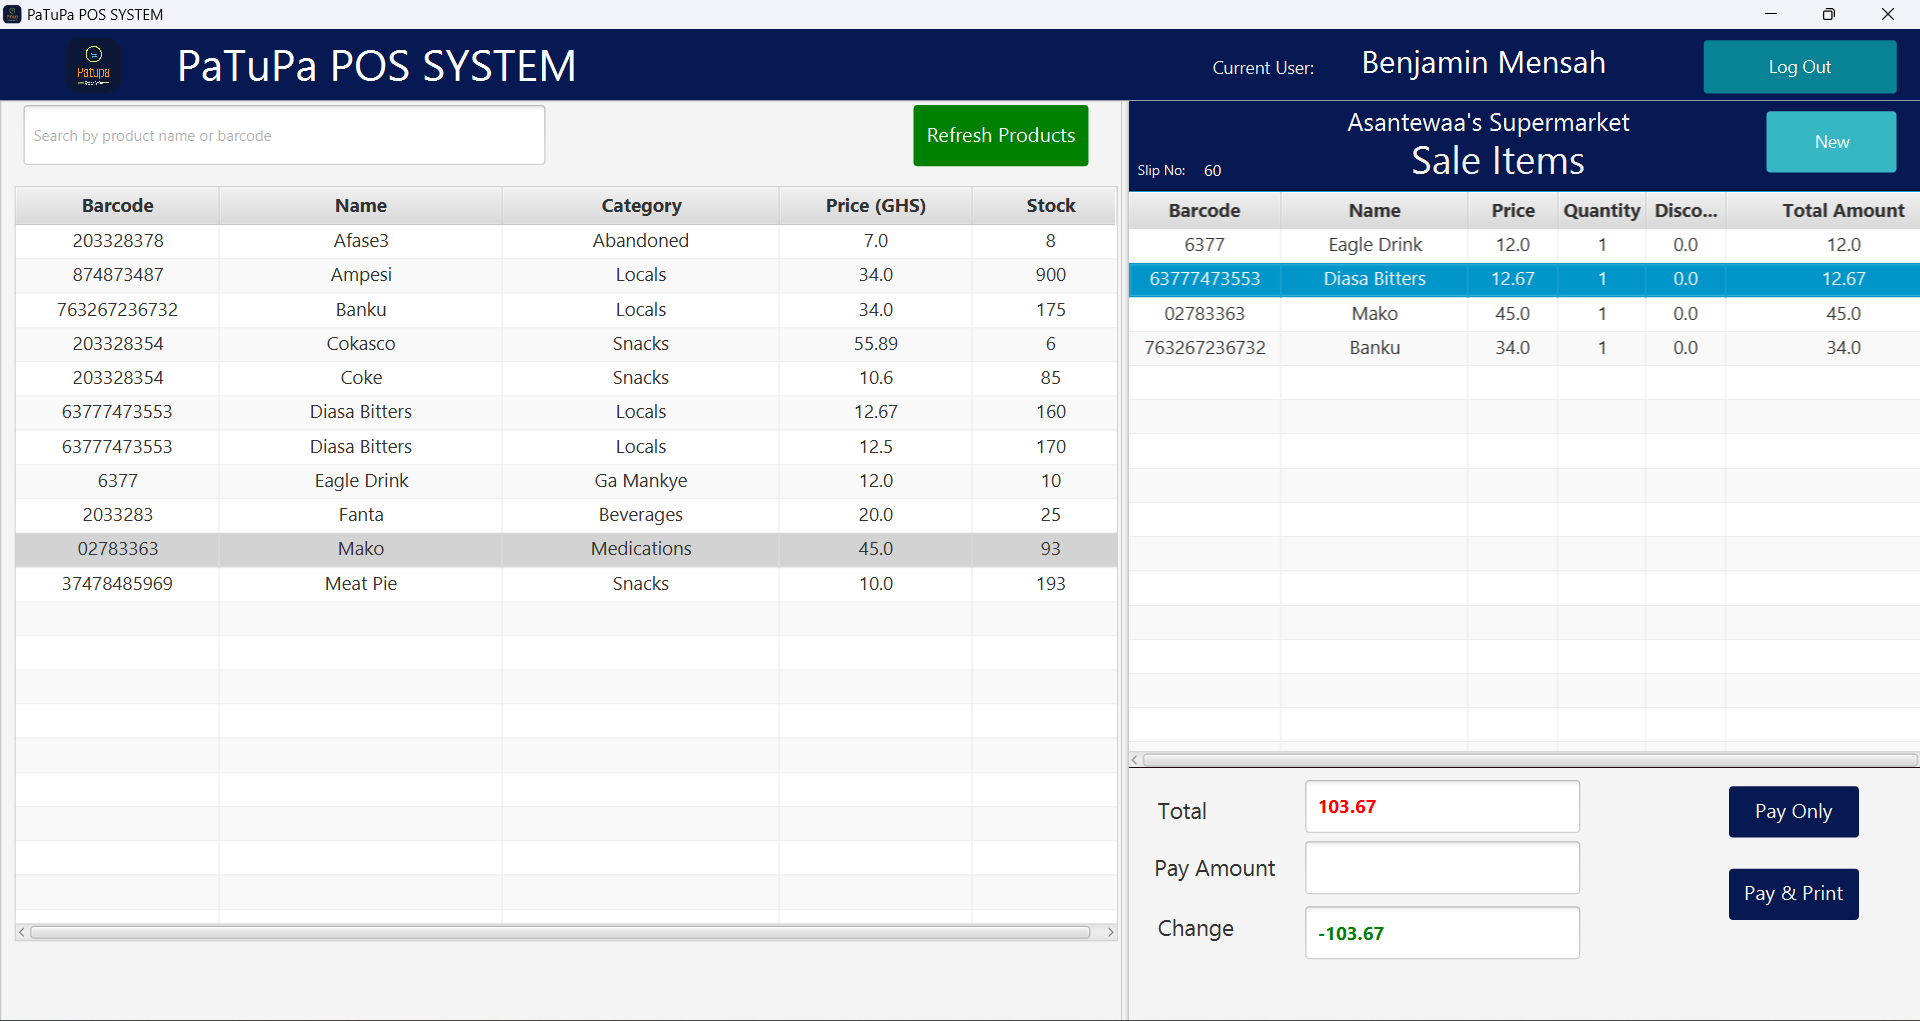 PaTuPa POS SYSTEM
Patupa
PaTuPa POS SYSTEM
Current User:
Benjamin Mensah
Log Out
Search by product name or barcode
Refresh Products
Barcode Name Category Price (GHS) Stock
203328378 Afase3 Abandoned 7.0 8
874873487 Ampesi Locals 34.0 900
763267236732 Banku Locals 34.0 175
203328354 Cokasco Snacks 55.89 6
203328354 Coke Snacks 10.6 85
63777473553 Diasa Bitters Locals 12.67 160
63777473553 Diasa Bitters Locals 12.5 170
6377 Eagle Drink Ga Mankye 12.0 10
2033283 Fanta Beverages 20.0 25
02783363 Mako Medications 45.0 93
37478485969 Meat Pie Snacks 10.0 193
Asantewaa's Supermarket
Sale Items
Slip No: 60
New
Barcode Name Price Quantity Disco... Total Amount
6377 Eagle Drink 12.0 1 0.0 12.0
63777473553 Diasa Bitters 12.67 1 0.0 12.67
02783363 Mako 45.0 1 0.0 45.0
763267236732 Banku 34.0 1 0.0 34.0
Total 103.67
Pay Only
Pay Amount
Pay & Print
Change -103.67